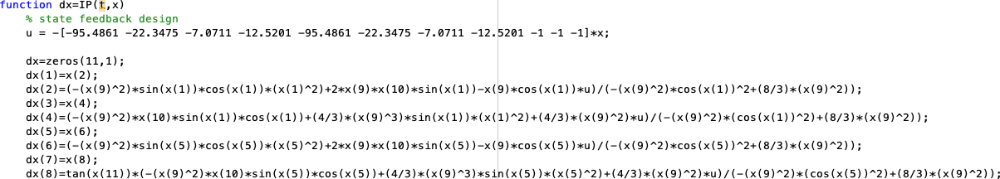 function dx=IP(t,x)
% state feedback design
u = -[-95.4861 -22.3475 -7.0711 -12.5201 -95.4861 -22.3475 -7.0711 -12.5201 -1 -1 -1]*x;
dx=zeros(11,1);
dx(1)=x(2);
dx(2)=(-(x(9)^2)*sin(x(1))*cos(x(1))*(x(1)^2)+2*x(9)*x(10)*sin(x(1))-x(9)*cos(x(1))*u)/(-(x(9)^2)*cos(x(1))^2+(8/3)*(x(9)^2));
dx(3)=x(4);
dx(4)=(-(x(9)^2)*x(10)*sin(x(1))*cos(x(1))+(4/3)*(x(9)^3)*sin(x(1))*(x(1)^2)+(4/3)*(x(9)^2)*u)/(-(x(9)^2)*(cos(x(1))^2)+(8/3)*(x(9)^2));
dx(5)=x(6);
dx(6)=(-(x(9)^2)*sin(x(5))*cos(x(5))*(x(5)^2)+2*x(9)*x(10)*sin(x(5))-x(9)*cos(x(5))*u)/(-(x(9)^2)*cos(x(5))^2+(8/3)*(x(9)^2));
dx(7)=x(8);
dx(8)=tan(x(11))*(-(x(9)^2)*x(10)*sin(x(5))*cos(x(5))+(4/3)*(x(9)^3)*sin(x(5))*(x(5)^2)+(4/3)*(x(9)^2)*u)/(-(x(9)^2)*(cos(x(5))^2)+(8/3)*(x(9)^2));